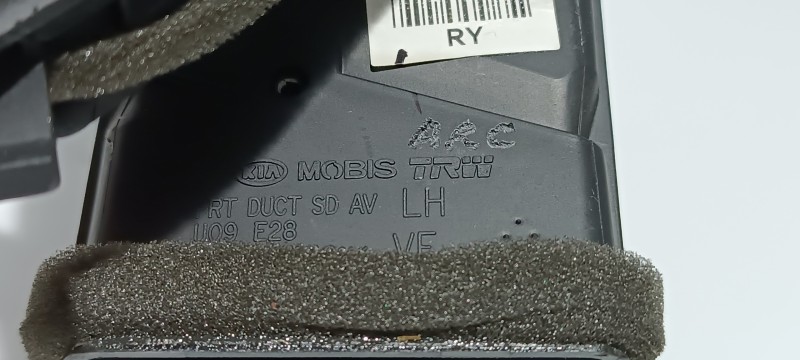 RY
ARC
KIA MOBIS TRW
RT DUCT SD AV LH
U09 E28
VF